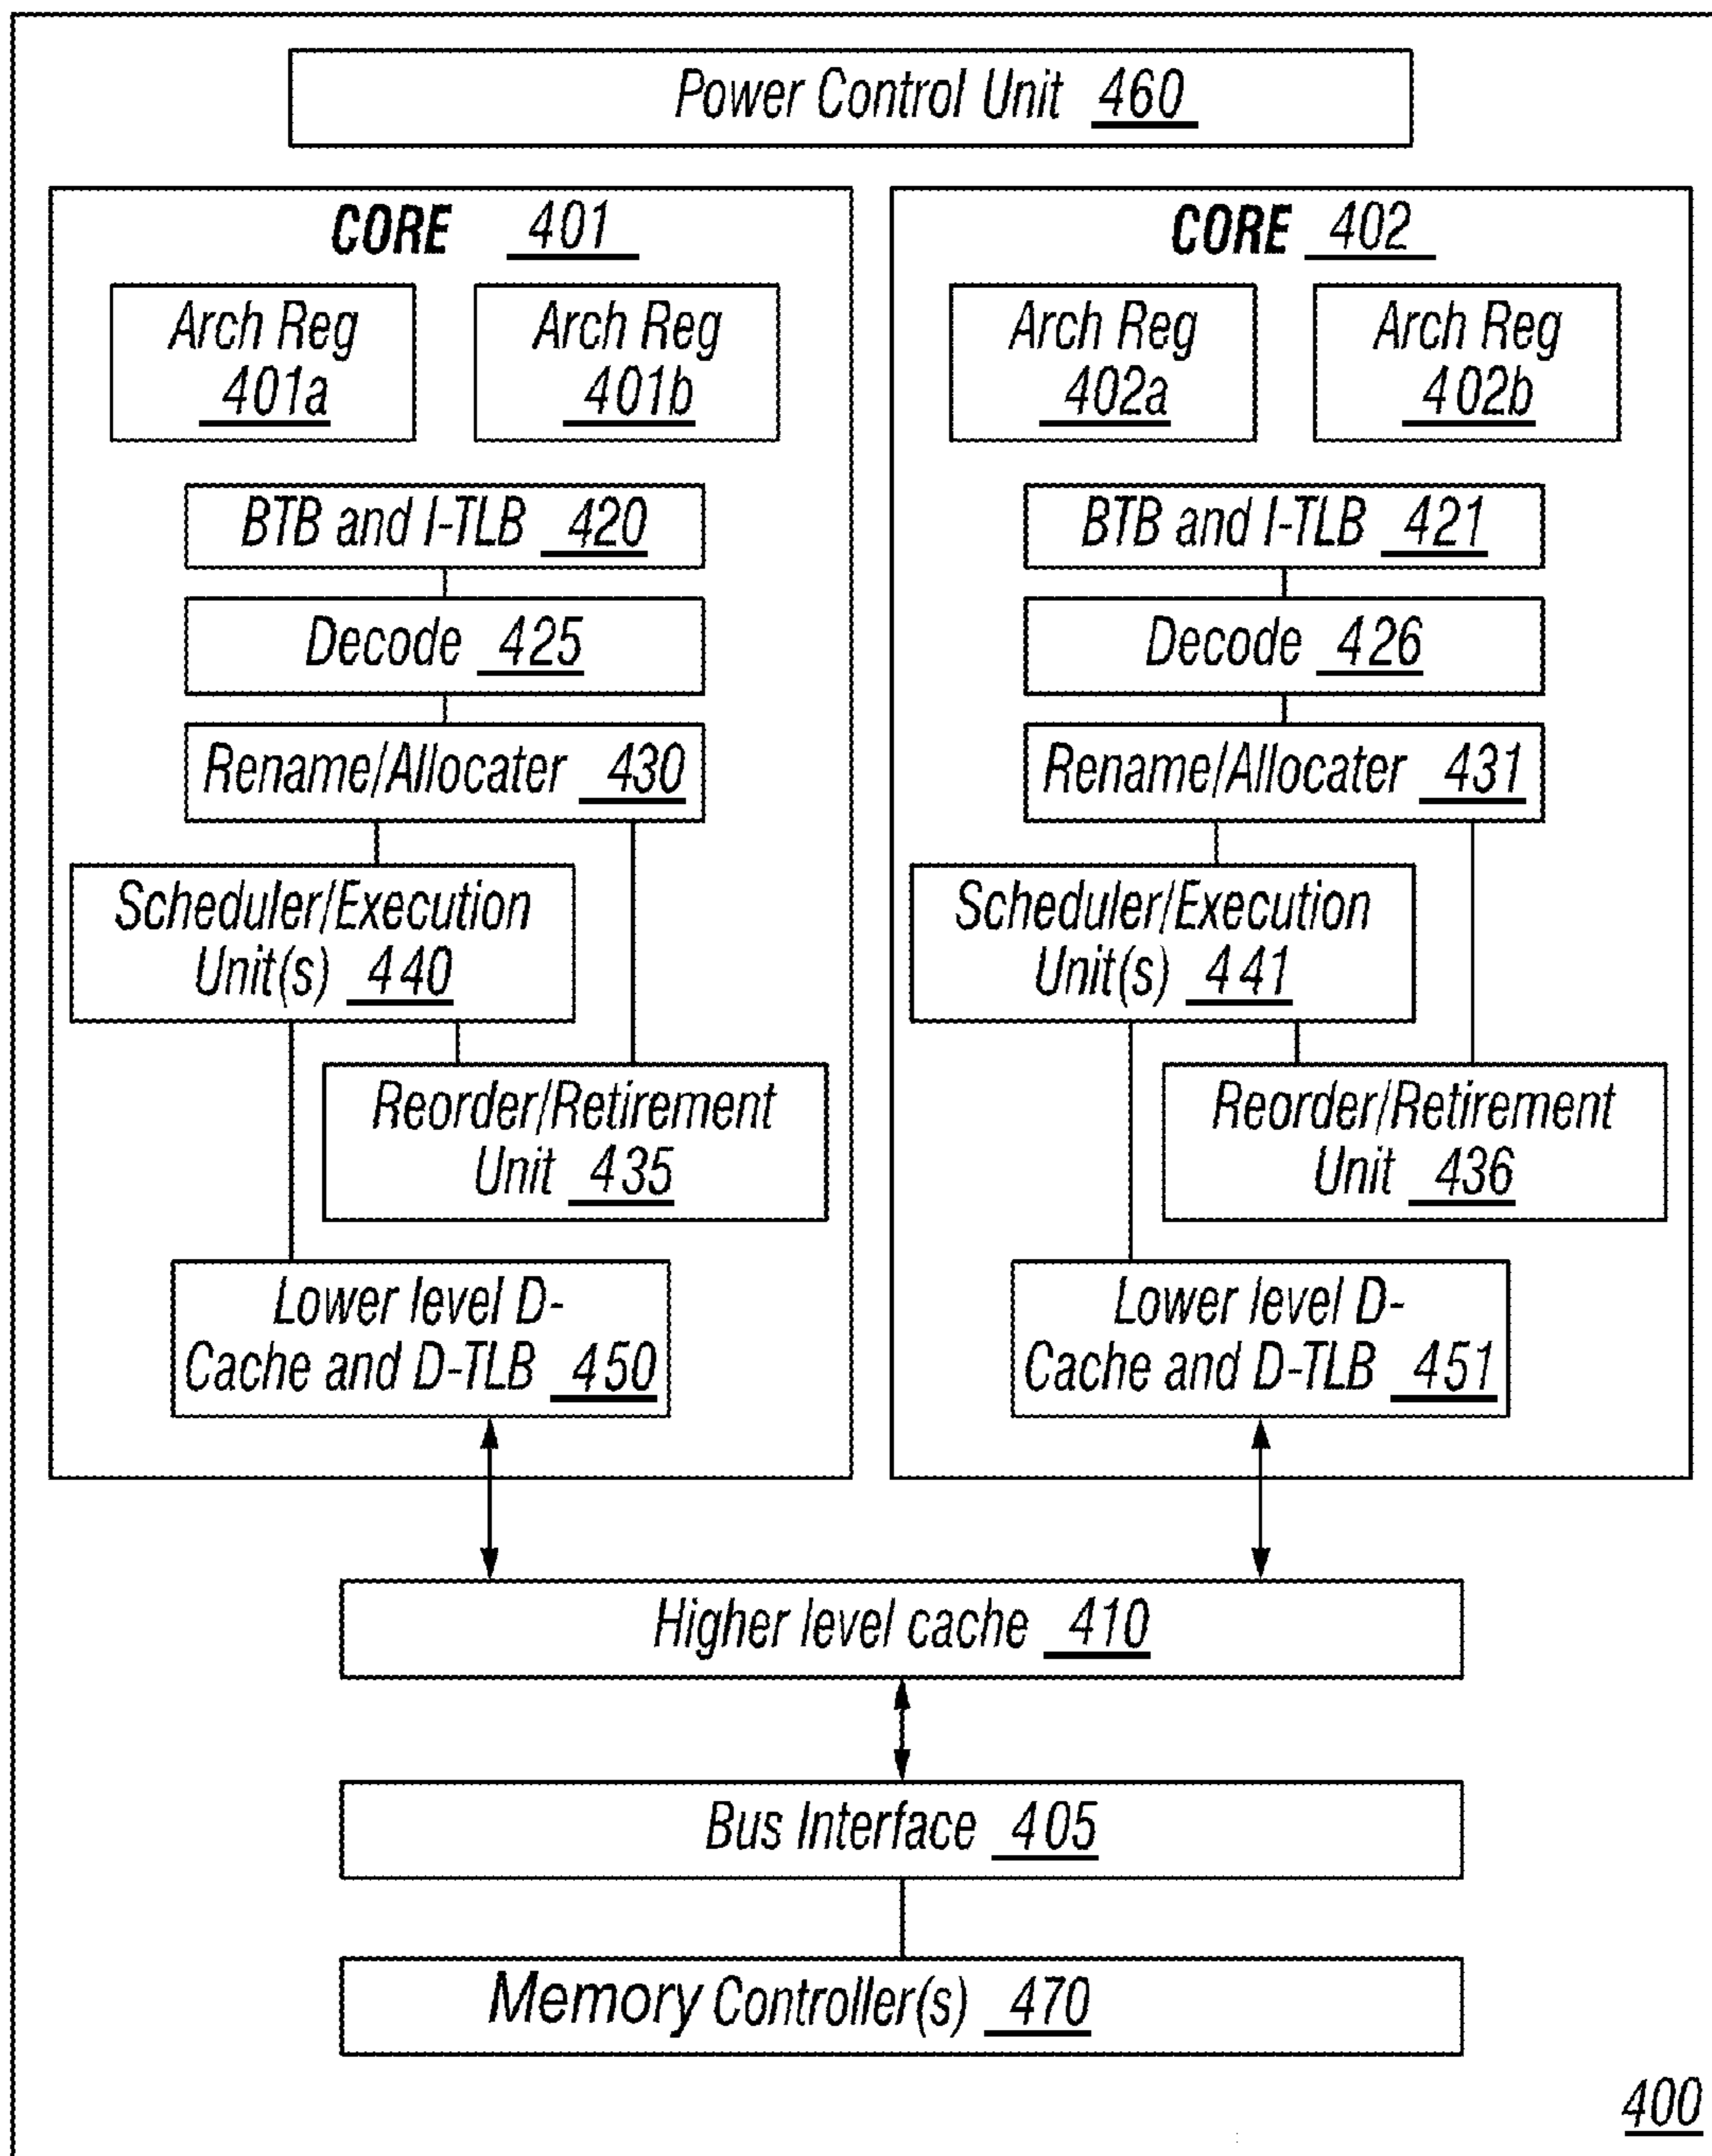 Power Control Unit 460
CORE 401
Arch Reg
401a
Arch Reg
401b
BTB and I-TLB 420
Decode 425
Rename/Allocater 430
Scheduler/Execution
Unit(s) 440
Reorder/Retirement
Unit 435
Lower level D-
Cache and D-TLB 450
CORE 402
Arch Reg
402a
Arch Reg
402b
BTB and I-TLB 421
Decode 426
Rename/Allocater 431
Scheduler/Execution
Unit(s) 441
Reorder/Retirement
Unit 436
Lower level D-
Cache and D-TLB 451
Higher level cache 410
Bus Interface 405
Memory Controller(s) 470
400